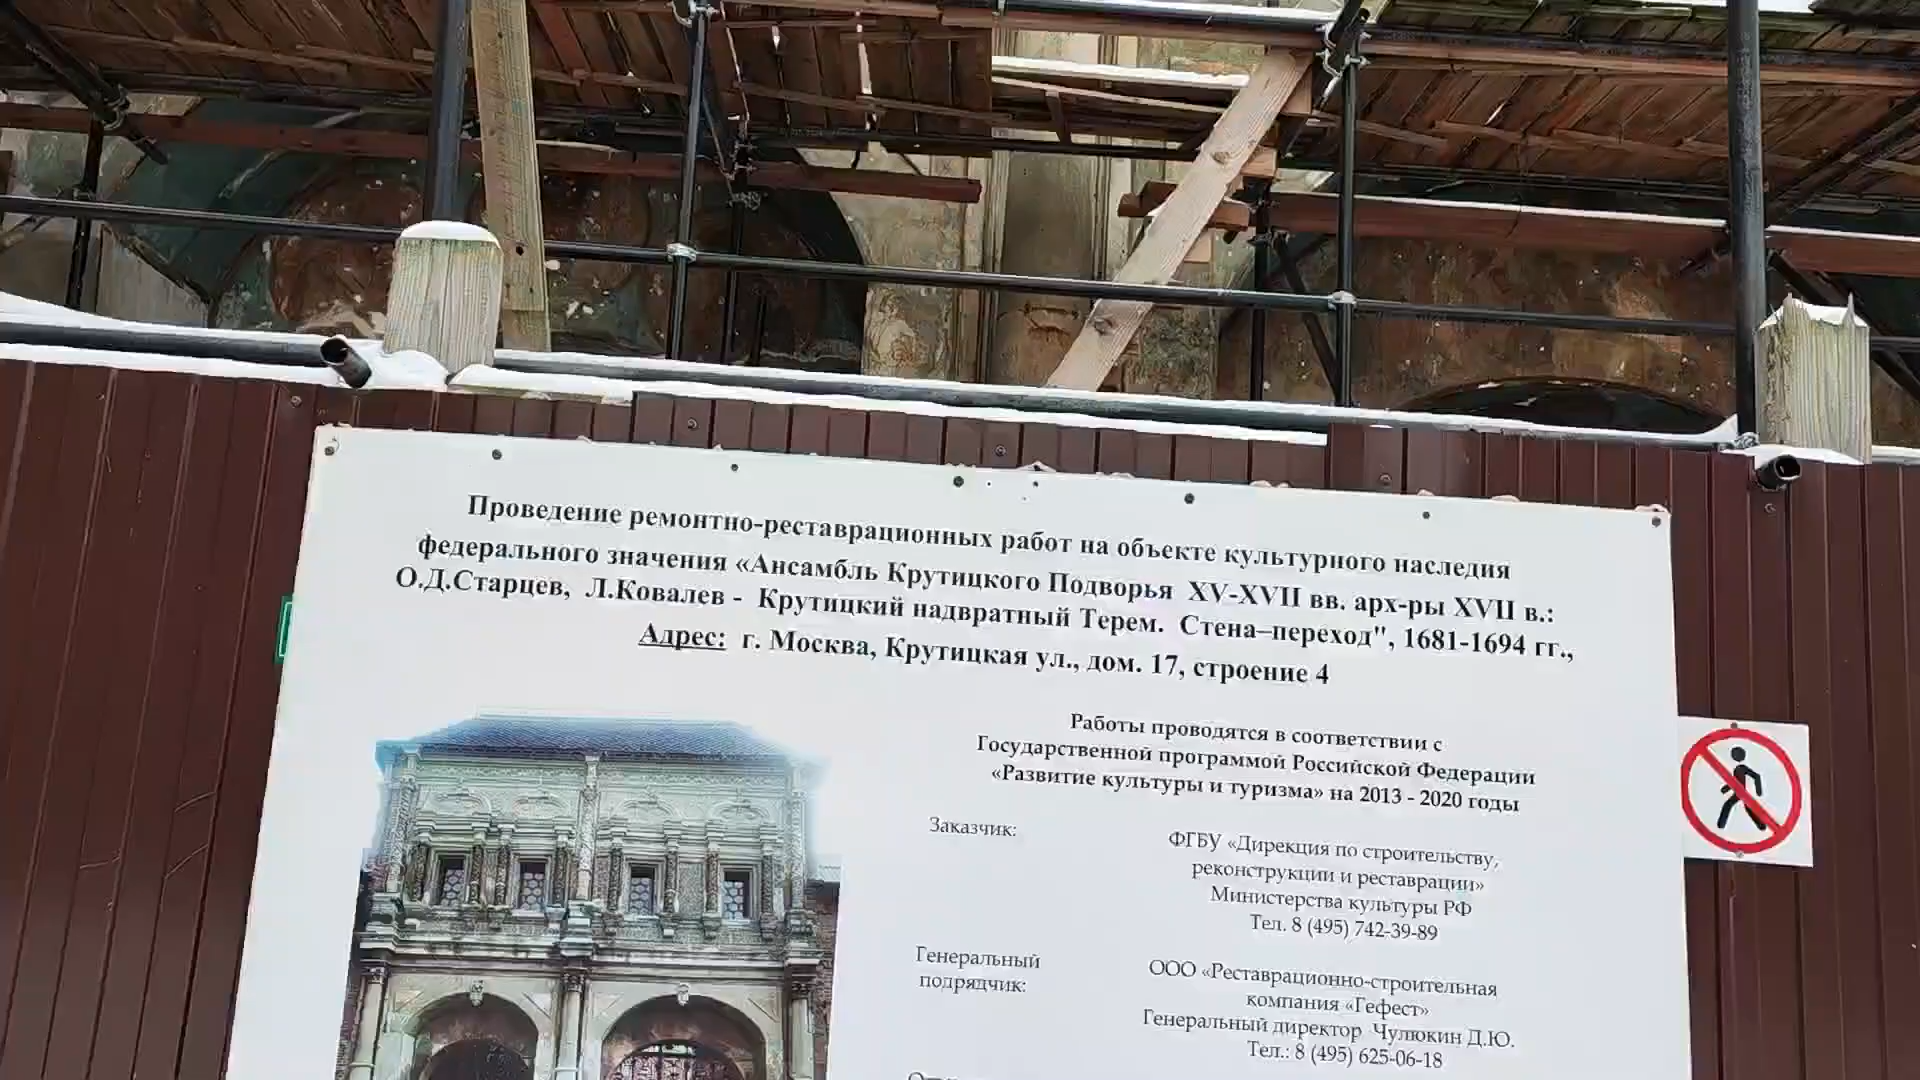 Проведение ремонтно-реставрационных работ на объекте культурного наследия
федерального значения «Ансамбль Крутицкого Подворья XV-XVII вв. арх-ры XVII в.:
О.Д.Старцев, Л.Ковалев - Крутицкий надвратный Терем. Стена–переход", 1681-1694 гг.,
Адрес: г. Москва, Крутицкая ул., дом. 17, строение 4
Работы проводятся в соответствии с
Государственной программой Российской Федерации
«Развитие культуры и туризма» на 2013 - 2020 годы
Заказчик:
ФГБУ «Дирекция по строительству,
реконструкции и реставрации»
Министерства культуры РФ
Тел. 8 (495) 742-39-89
Генеральный
подрядчик:
ООО «Реставрационно-строительная
компания «Гефест»
Генеральный директор Чулюкин Д.Ю.
Тел.: 8 (495) 625-06-18